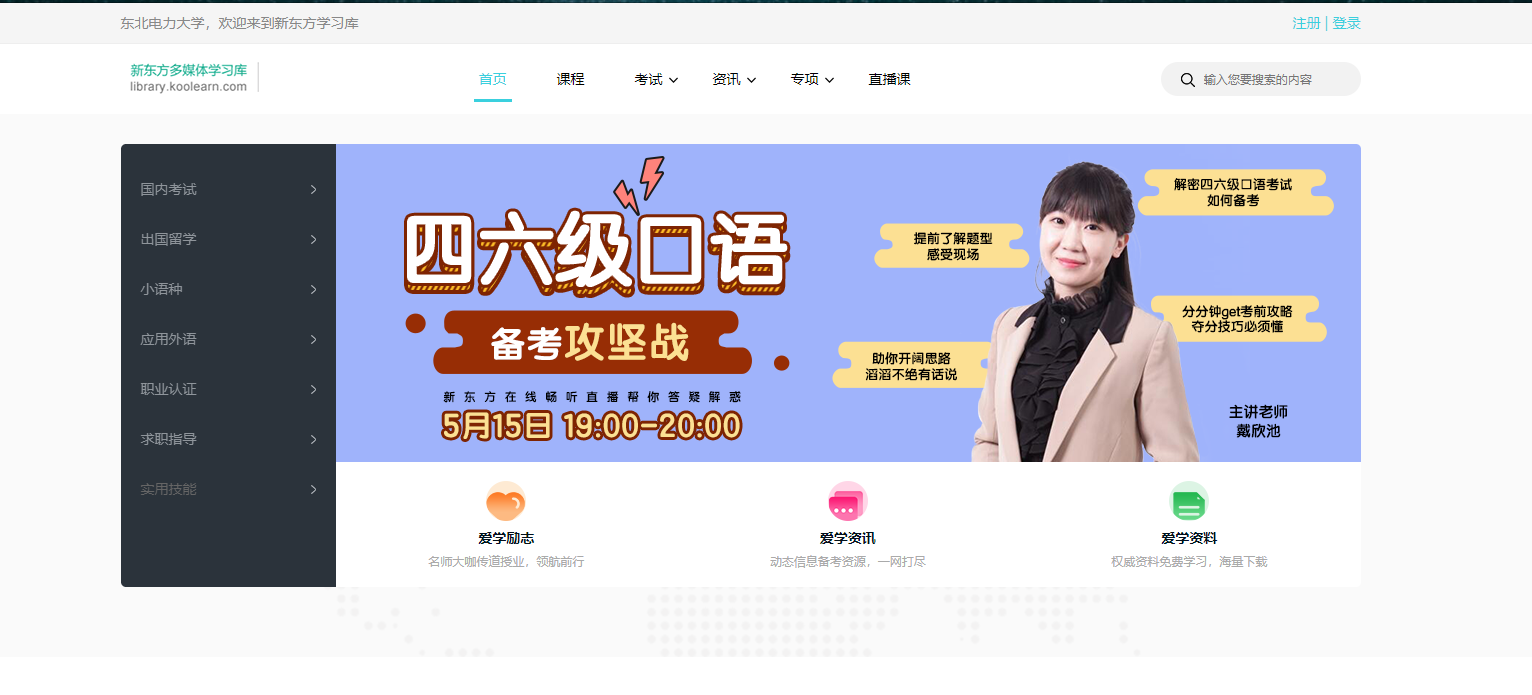 东北电力大学，欢迎来到新东方学习库
注册 | 登录
新东方多媒体学习库
library.koolearn.com
首页 课程 考试 资讯 专项 直播课
输入您要搜索的内容
国内考试
出国留学
小语种
应用外语
职业认证
求职指导
实用技能
四六级口语
备考攻坚战
新东方在线畅听直播帮你答疑解惑
5月15日 19:00-20:00
解密四六级口语考试
如何备考
提前了解题型
感受现场
分分钟get考前攻略
夺分技巧必须懂
助你开阔思路
滔滔不绝有话说
主讲老师
戴欣池
爱学励志
名师大咖传道授业，领航前行
爱学资讯
动态信息备考资源，一网打尽
爱学资料
权威资料免费学习，海量下载